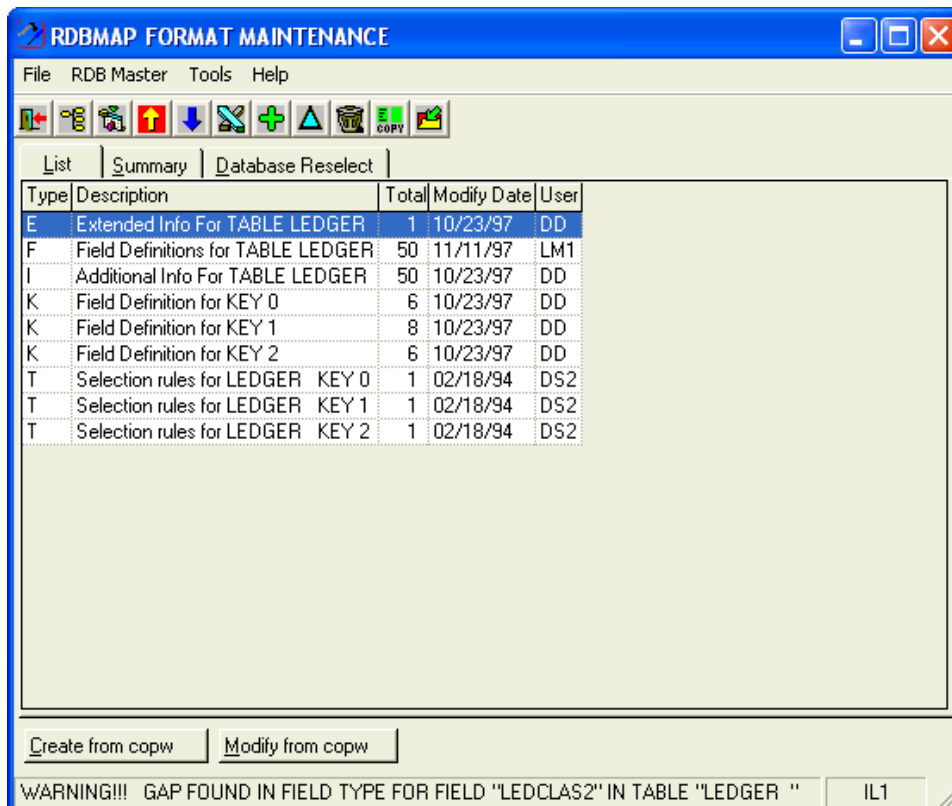 RDBMAP FORMAT MAINTENANCE
File RDB Master Tools Help
COPY
List Summary Database Reselect
Type Description Total Modify Date User
E Extended Info For TABLE LEDGER 1 10/23/97 DD
F Field Definitions for TABLE LEDGER 50 11/11/97 LM1
I Additional Info For TABLE LEDGER 50 10/23/97 DD
K Field Definition for KEY 0 6 10/23/97 DD
K Field Definition for KEY 1 8 10/23/97 DD
K Field Definition for KEY 2 6 10/23/97 DD
T Selection rules for LEDGER KEY 0 1 02/18/94 DS2
T Selection rules for LEDGER KEY 1 1 02/18/94 DS2
T Selection rules for LEDGER KEY 2 1 02/18/94 DS2
Create from copw Modify from copw
WARNING!!! GAP FOUND IN FIELD TYPE FOR FIELD "LEDCLAS2" IN TABLE "LEDGER " IL1